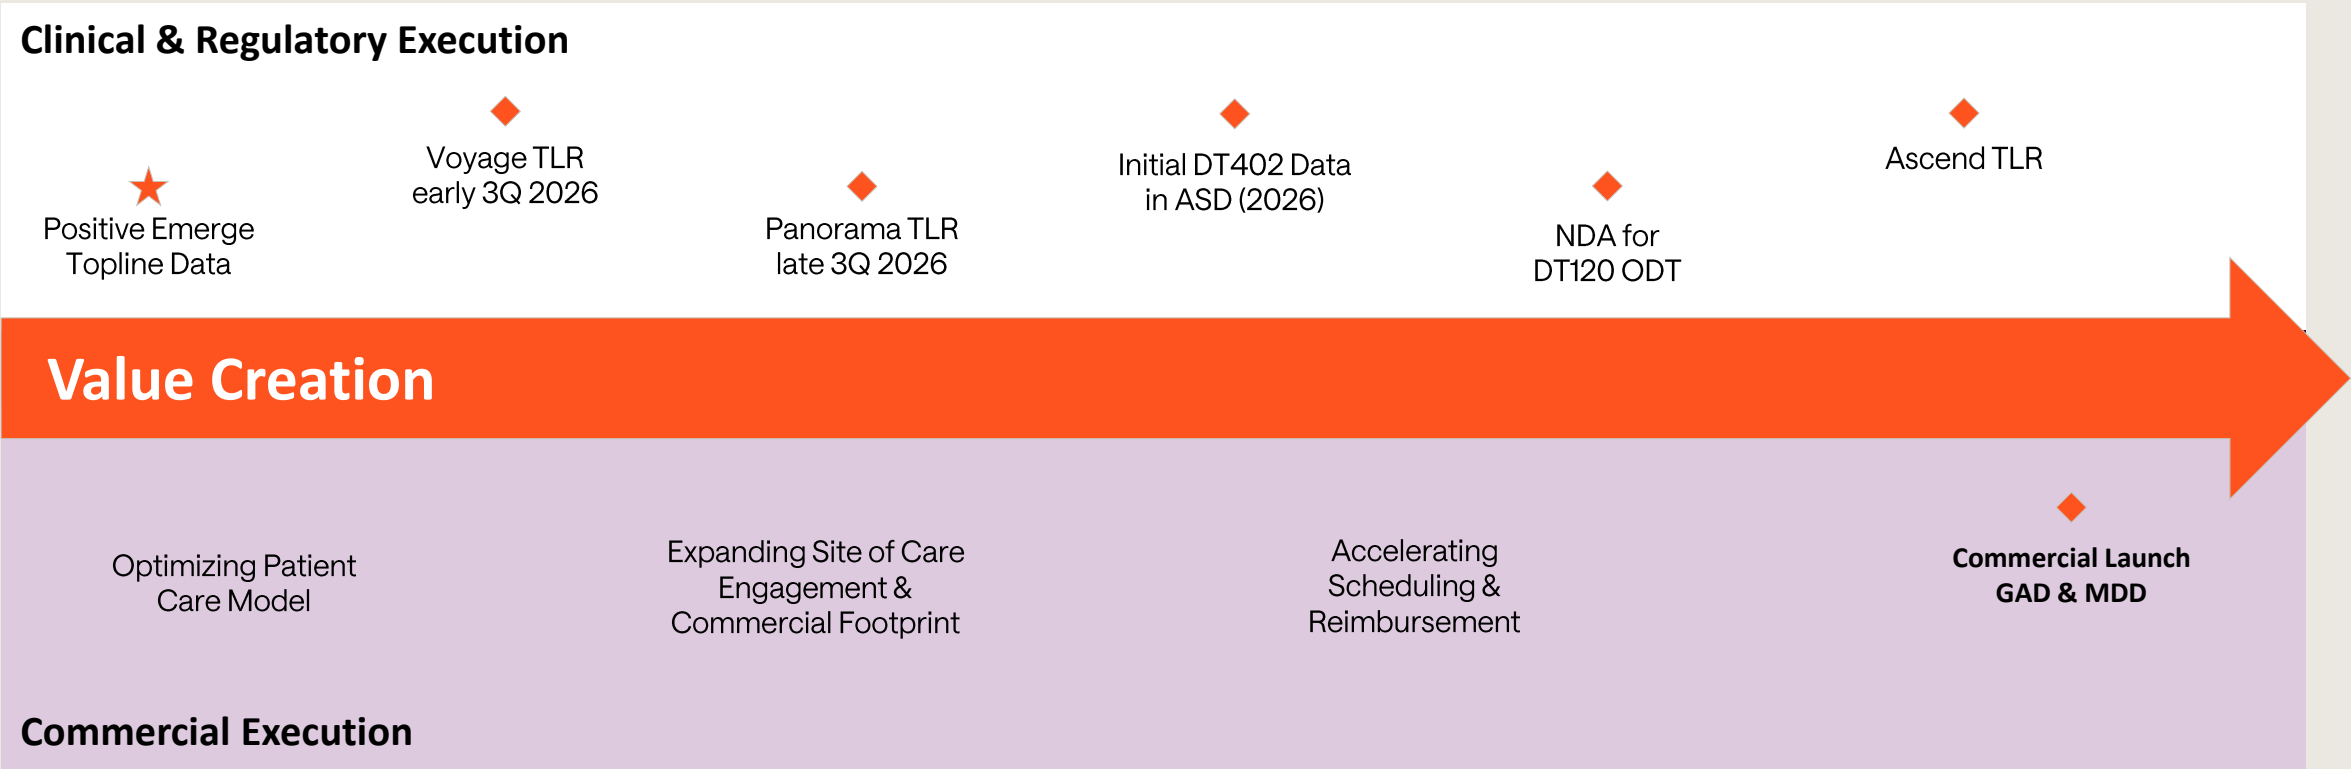 Clinical & Regulatory Execution
Positive Emerge
Topline Data
Voyage TLR
early 3Q 2026
Panorama TLR
late 3Q 2026
Initial DT402 Data
in ASD (2026)
NDA for
DT120 ODT
Ascend TLR
Value Creation
Optimizing Patient
Care Model
Expanding Site of Care
Engagement &
Commercial Footprint
Accelerating
Scheduling &
Reimbursement
Commercial Launch
GAD & MDD
Commercial Execution